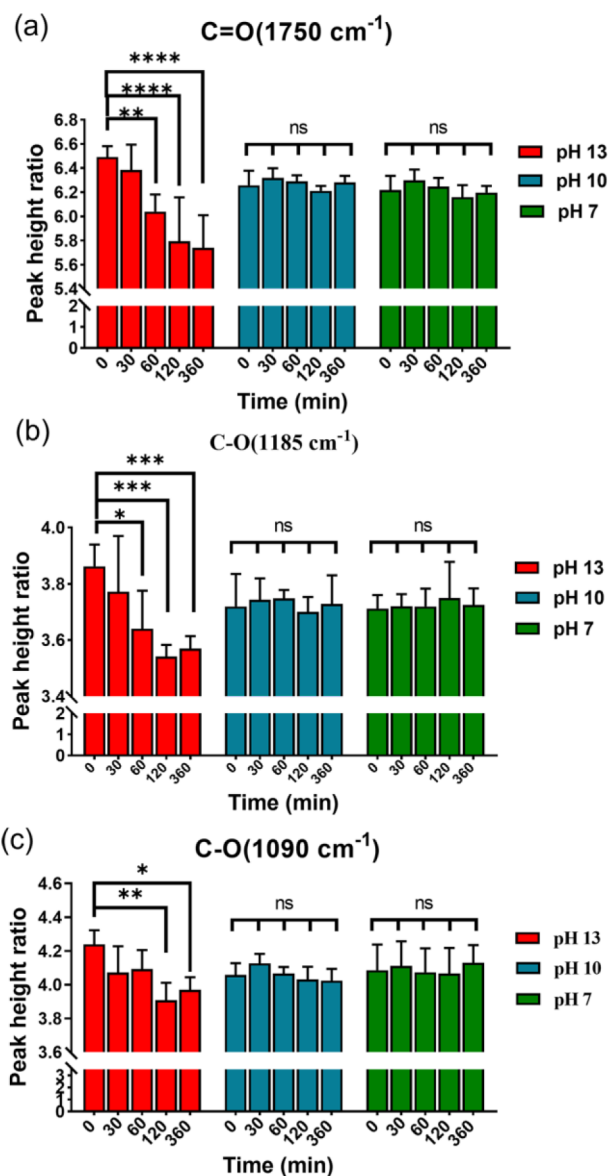 (a)
C=O(1750 cm⁻¹)
****
****
**
ns
ns
Peak height ratio
6.8
6.6
6.4
6.2
6.0
5.8
5.6
5.4
2
1
0
0 30 60 120 360 0 30 60 120 360 0 30 60 120 360
Time (min)
pH 13
pH 10
pH 7
(b)
C-O(1185 cm⁻¹)
***
***
*
ns
ns
Peak height ratio
4.0
3.8
3.6
3.4
2
1
0
0 30 60 120 360 0 30 60 120 360 0 30 60 120 360
Time (min)
pH 13
pH 10
pH 7
(c)
C-O(1090 cm⁻¹)
*
**
ns
ns
Peak height ratio
4.6
4.4
4.2
4.0
3.8
3.6
3
2
2
1
0
0 30 60 120 360 0 30 60 120 360 0 30 60 120 360
Time (min)
pH 13
pH 10
pH 7